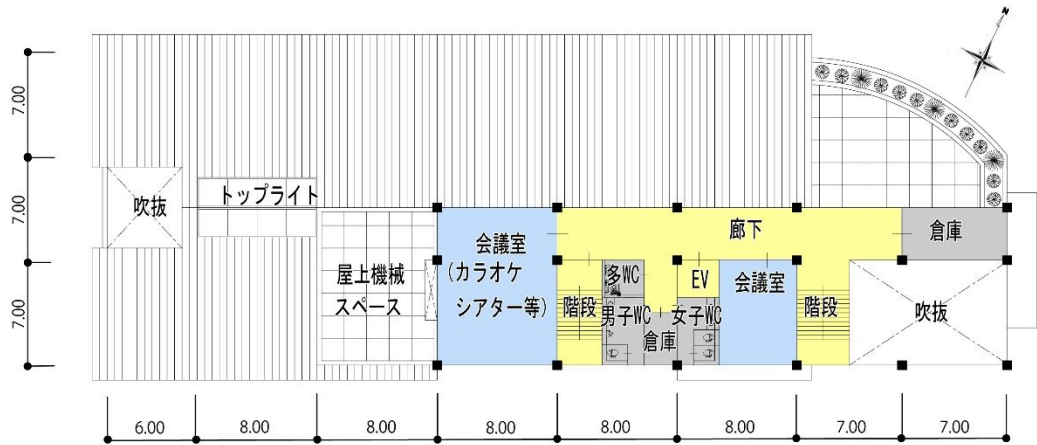 N
7.00
7.00
7.00
吹抜
トップライト
屋上機械
スペース
会議室
(カラオケ
シアター等)
廊下
倉庫
多WC
EV
会議室
階段
男子WC
女子WC
倉庫
階段
吹抜
6.00
8.00
8.00
8.00
8.00
8.00
7.00
7.00